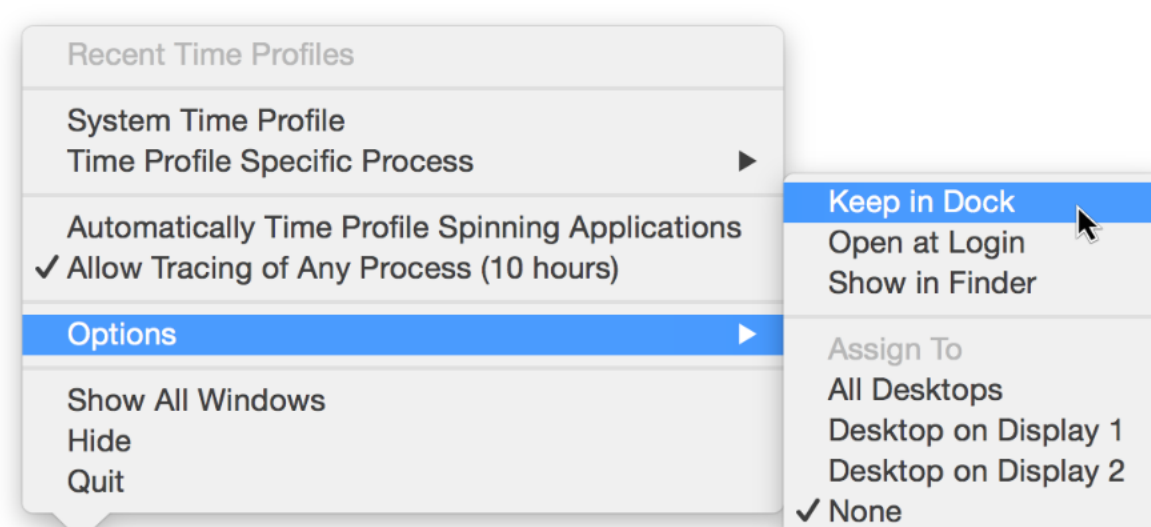 Recent Time Profiles
System Time Profile
Time Profile Specific Process
Automatically Time Profile Spinning Applications
✓ Allow Tracing of Any Process (10 hours)
Options
Show All Windows
Hide
Quit
Keep in Dock
Open at Login
Show in Finder
Assign To
All Desktops
Desktop on Display 1
Desktop on Display 2
✓ None